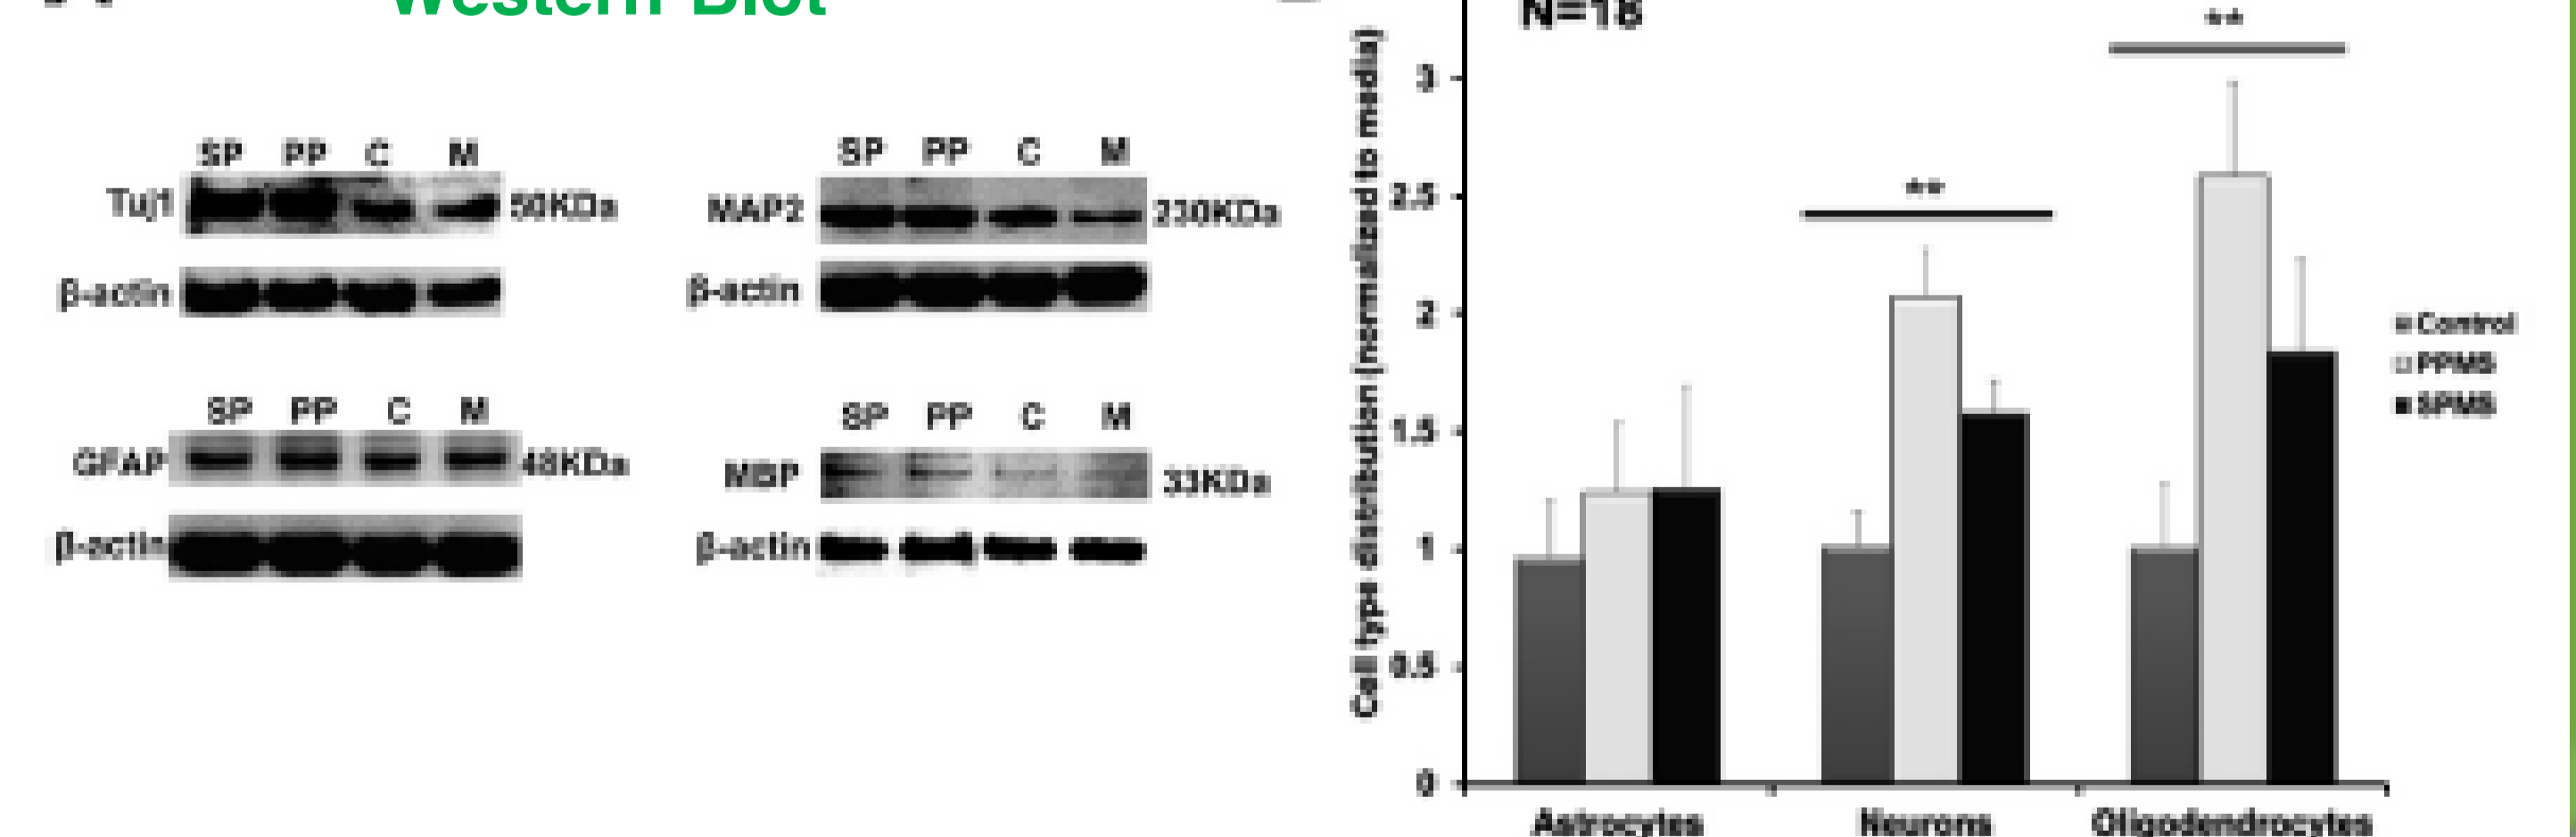 Western Blot
SP PP C M
Tuj1 50KDa
β-actin
SP PP C M
MAP2 230KDa
β-actin
SP PP C M
GFAP 48KDa
β-actin
SP PP C M
MBP 33KDa
β-actin
N=18
Cell type distribution (normalized to media)
**
**
3
2.5
2
1.5
1
0.5
0
Astrocytes Neurons Oligodendrocytes
Control
PPMS
SPMS